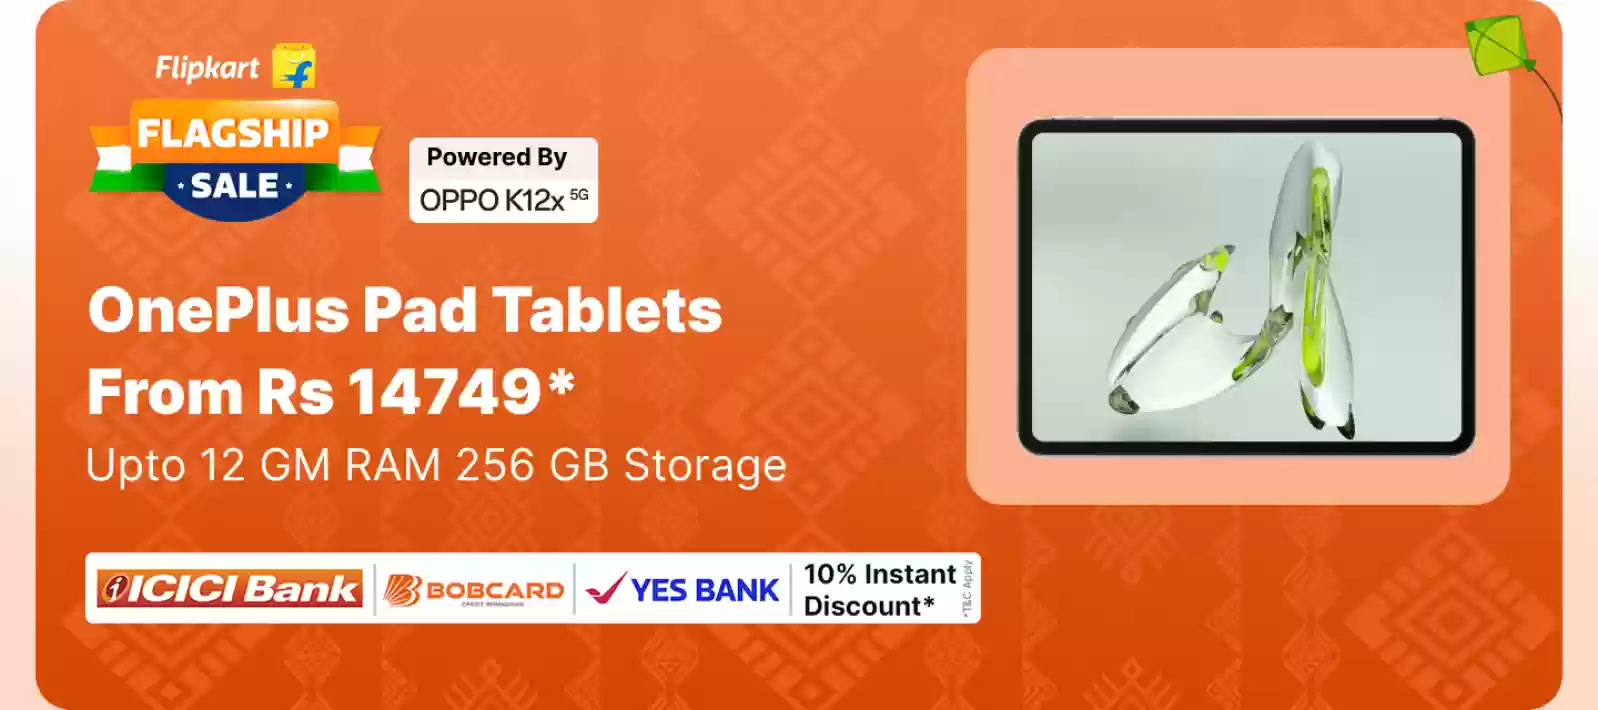 Flipkart
FLAGSHIP
SALE
Powered By
OPPO K12x 5G
OnePlus Pad Tablets
From Rs 14749*
Upto 12 GM RAM 256 GB Storage
ICICI Bank
BOBCARD
YES BANK
10% Instant
Discount*
*T&C Apply